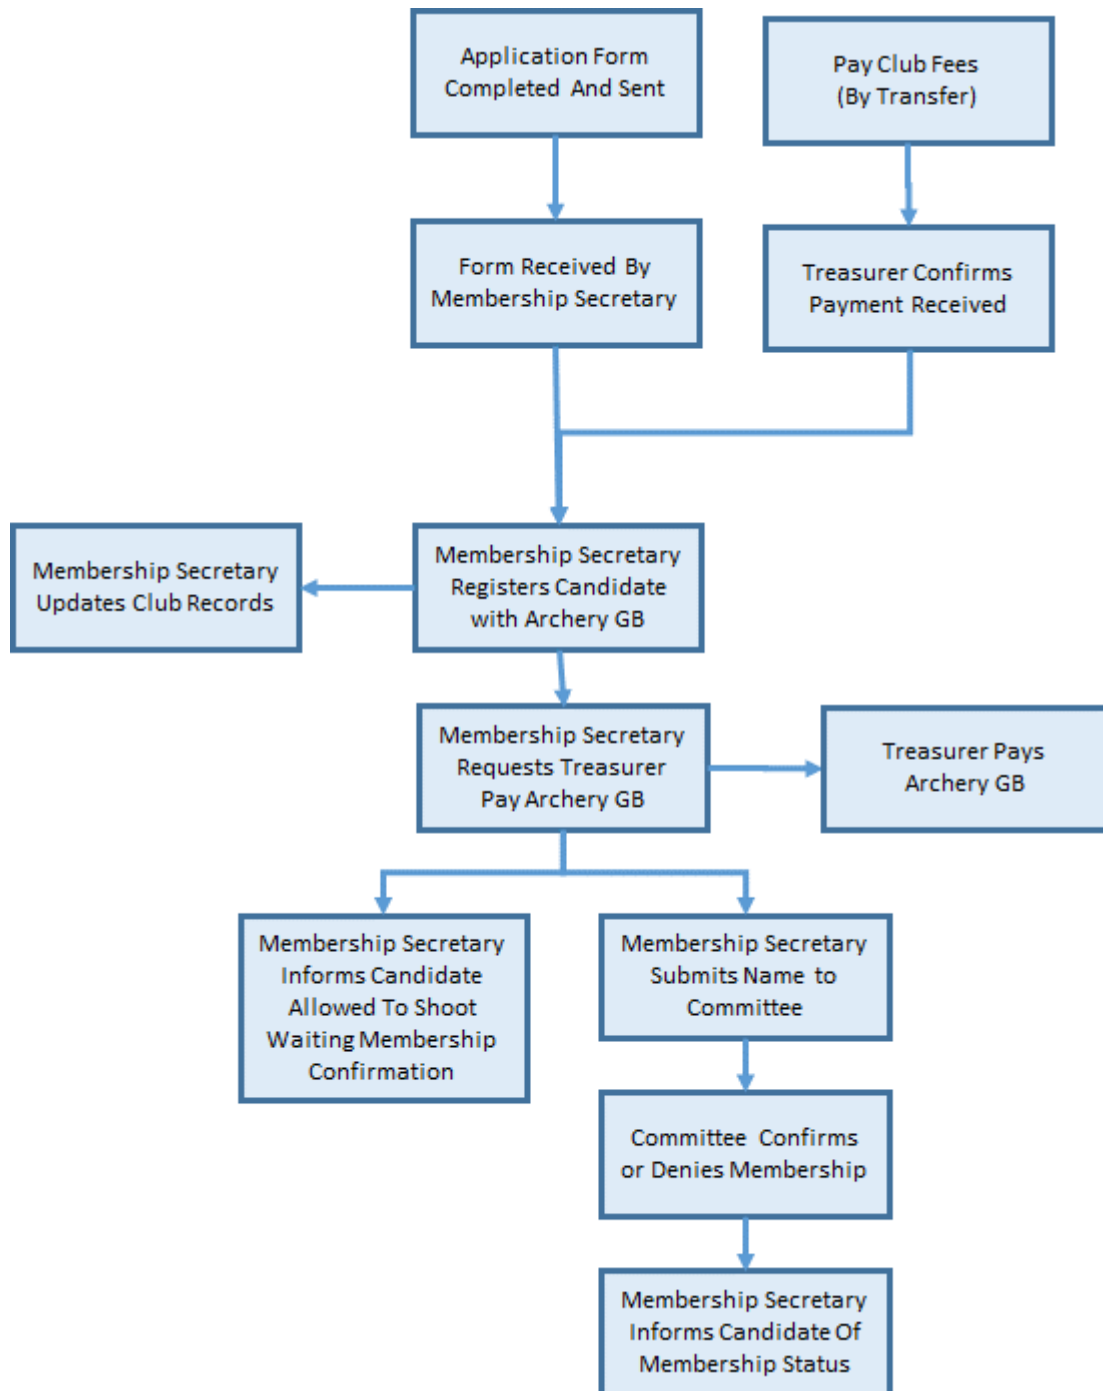 Application Form
Completed And Sent
Pay Club Fees
(By Transfer)
Form Received By
Membership Secretary
Treasurer Confirms
Payment Received
Membership Secretary
Updates Club Records
Membership Secretary
Registers Candidate
with Archery GB
Membership Secretary
Requests Treasurer
Pay Archery GB
Treasurer Pays
Archery GB
Membership Secretary
Informs Candidate
Allowed To Shoot
Waiting Membership
Confirmation
Membership Secretary
Submits Name to
Committee
Committee Confirms
or Denies Membership
Membership Secretary
Informs Candidate Of
Membership Status